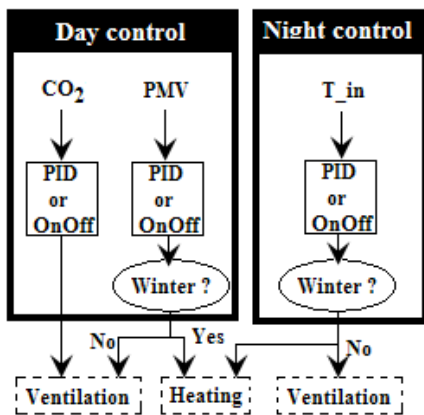 Day control
Night control
CO₂
PMV
T_in
PID
or
OnOff
PID
or
OnOff
PID
or
OnOff
Winter ?
Winter ?
No
Yes
No
Ventilation
Heating
Ventilation